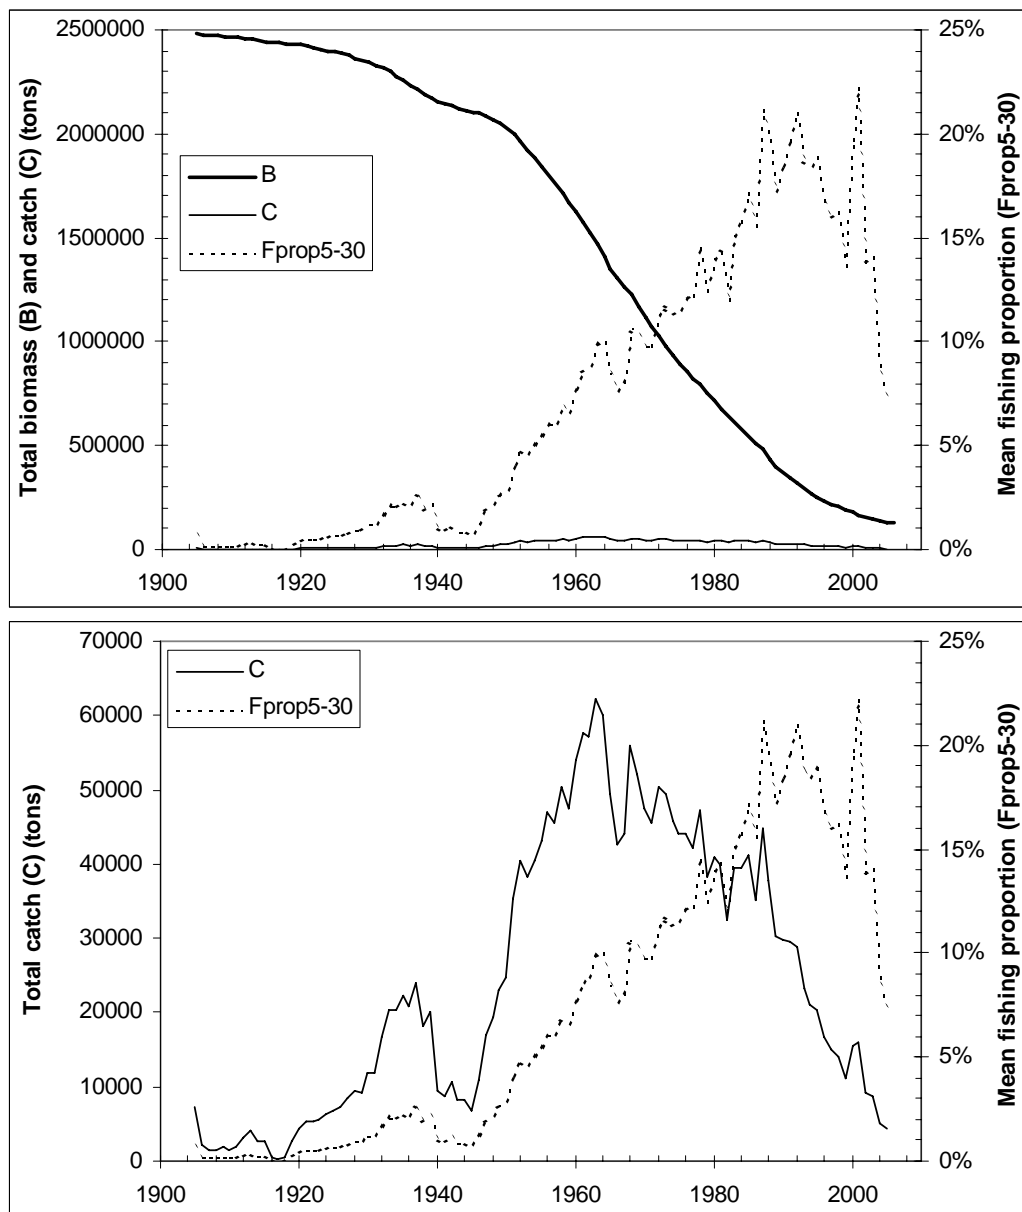 2500000
2000000
1500000
1000000
500000
0
Total biomass (B) and catch (C) (tons)
B
C
Fprop5-30
25%
20%
15%
10%
5%
0%
Mean fishing proportion (Fprop5-30)
1900 1920 1940 1960 1980 2000
70000
60000
50000
40000
30000
20000
10000
0
Total catch (C) (tons)
C
Fprop5-30
25%
20%
15%
10%
5%
0%
Mean fishing proportion (Fprop5-30)
1900 1920 1940 1960 1980 2000